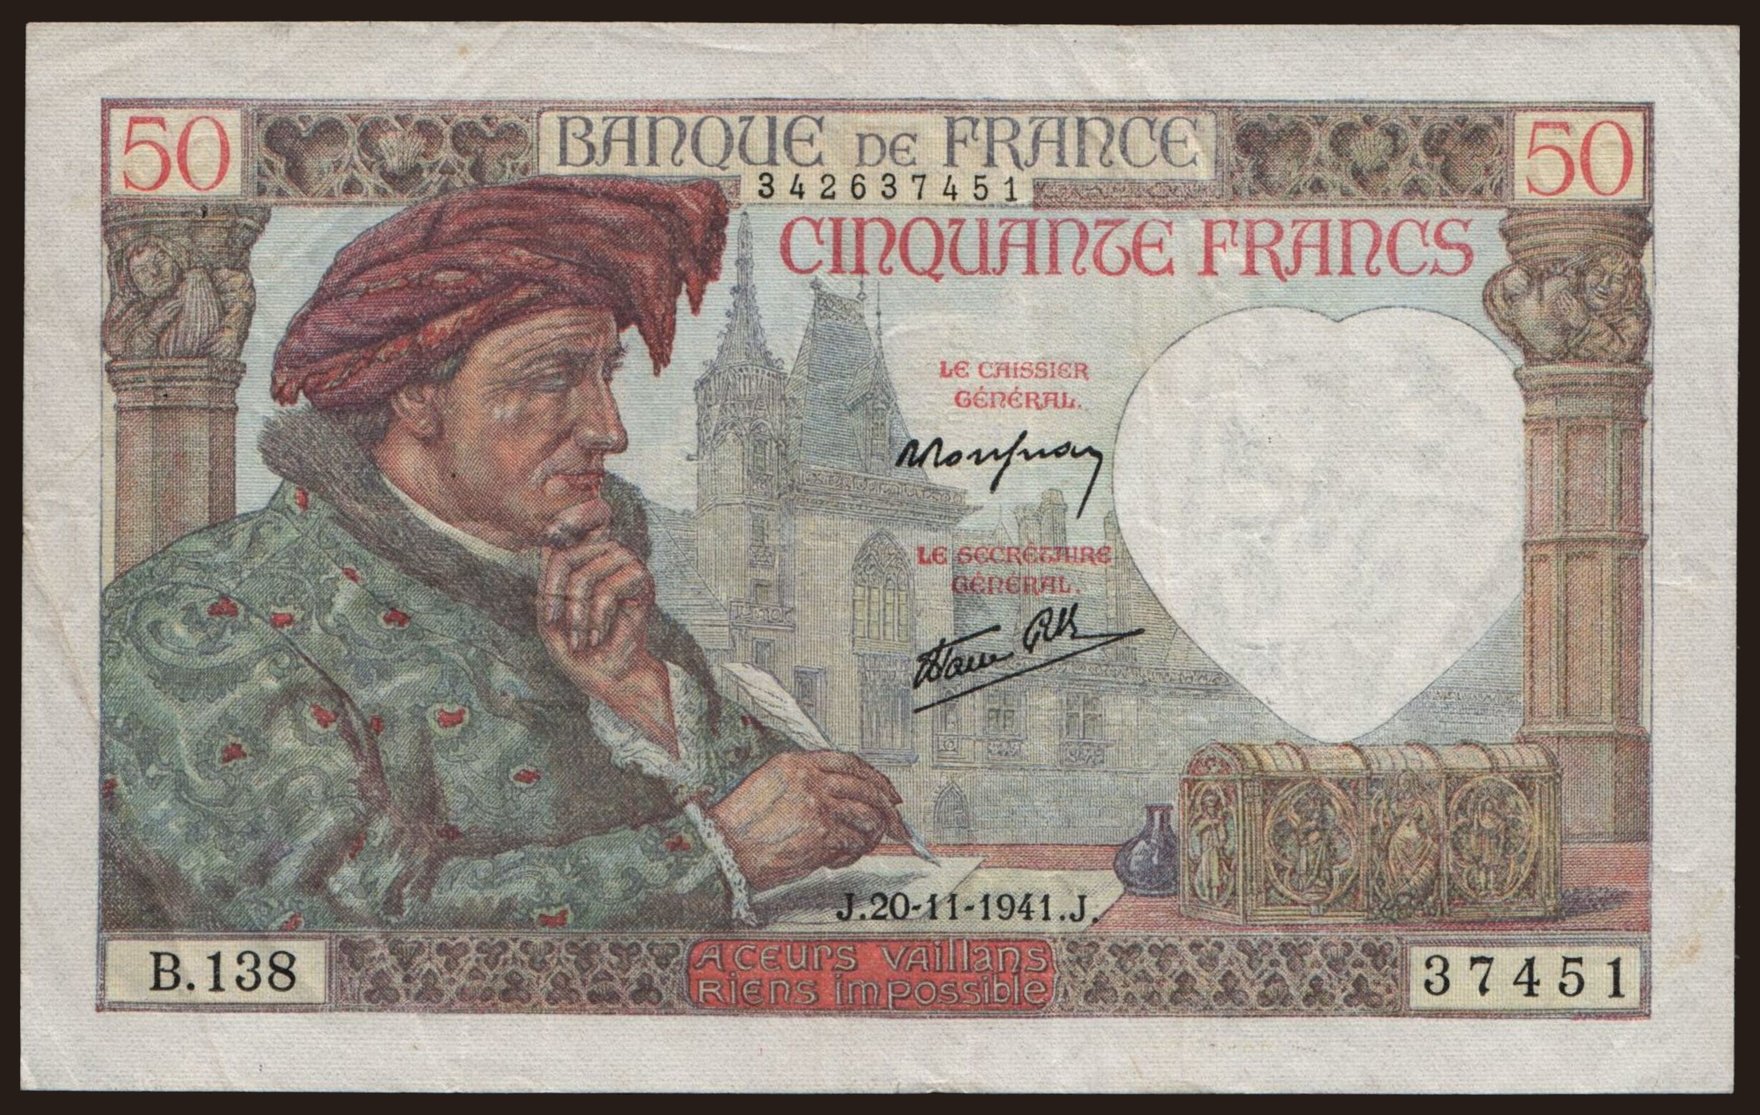 50 BANQUE DE FRANCE 50
342637451
CINQUANTE FRANCS
LE CAISSIER
GÉNÉRAL.
LE SECRÉTAIRE
GÉNÉRAL.
J.20-11-1941.J.
B.138
A CEURS VAILLANS
RIENS IMPOSSIBLE
37451